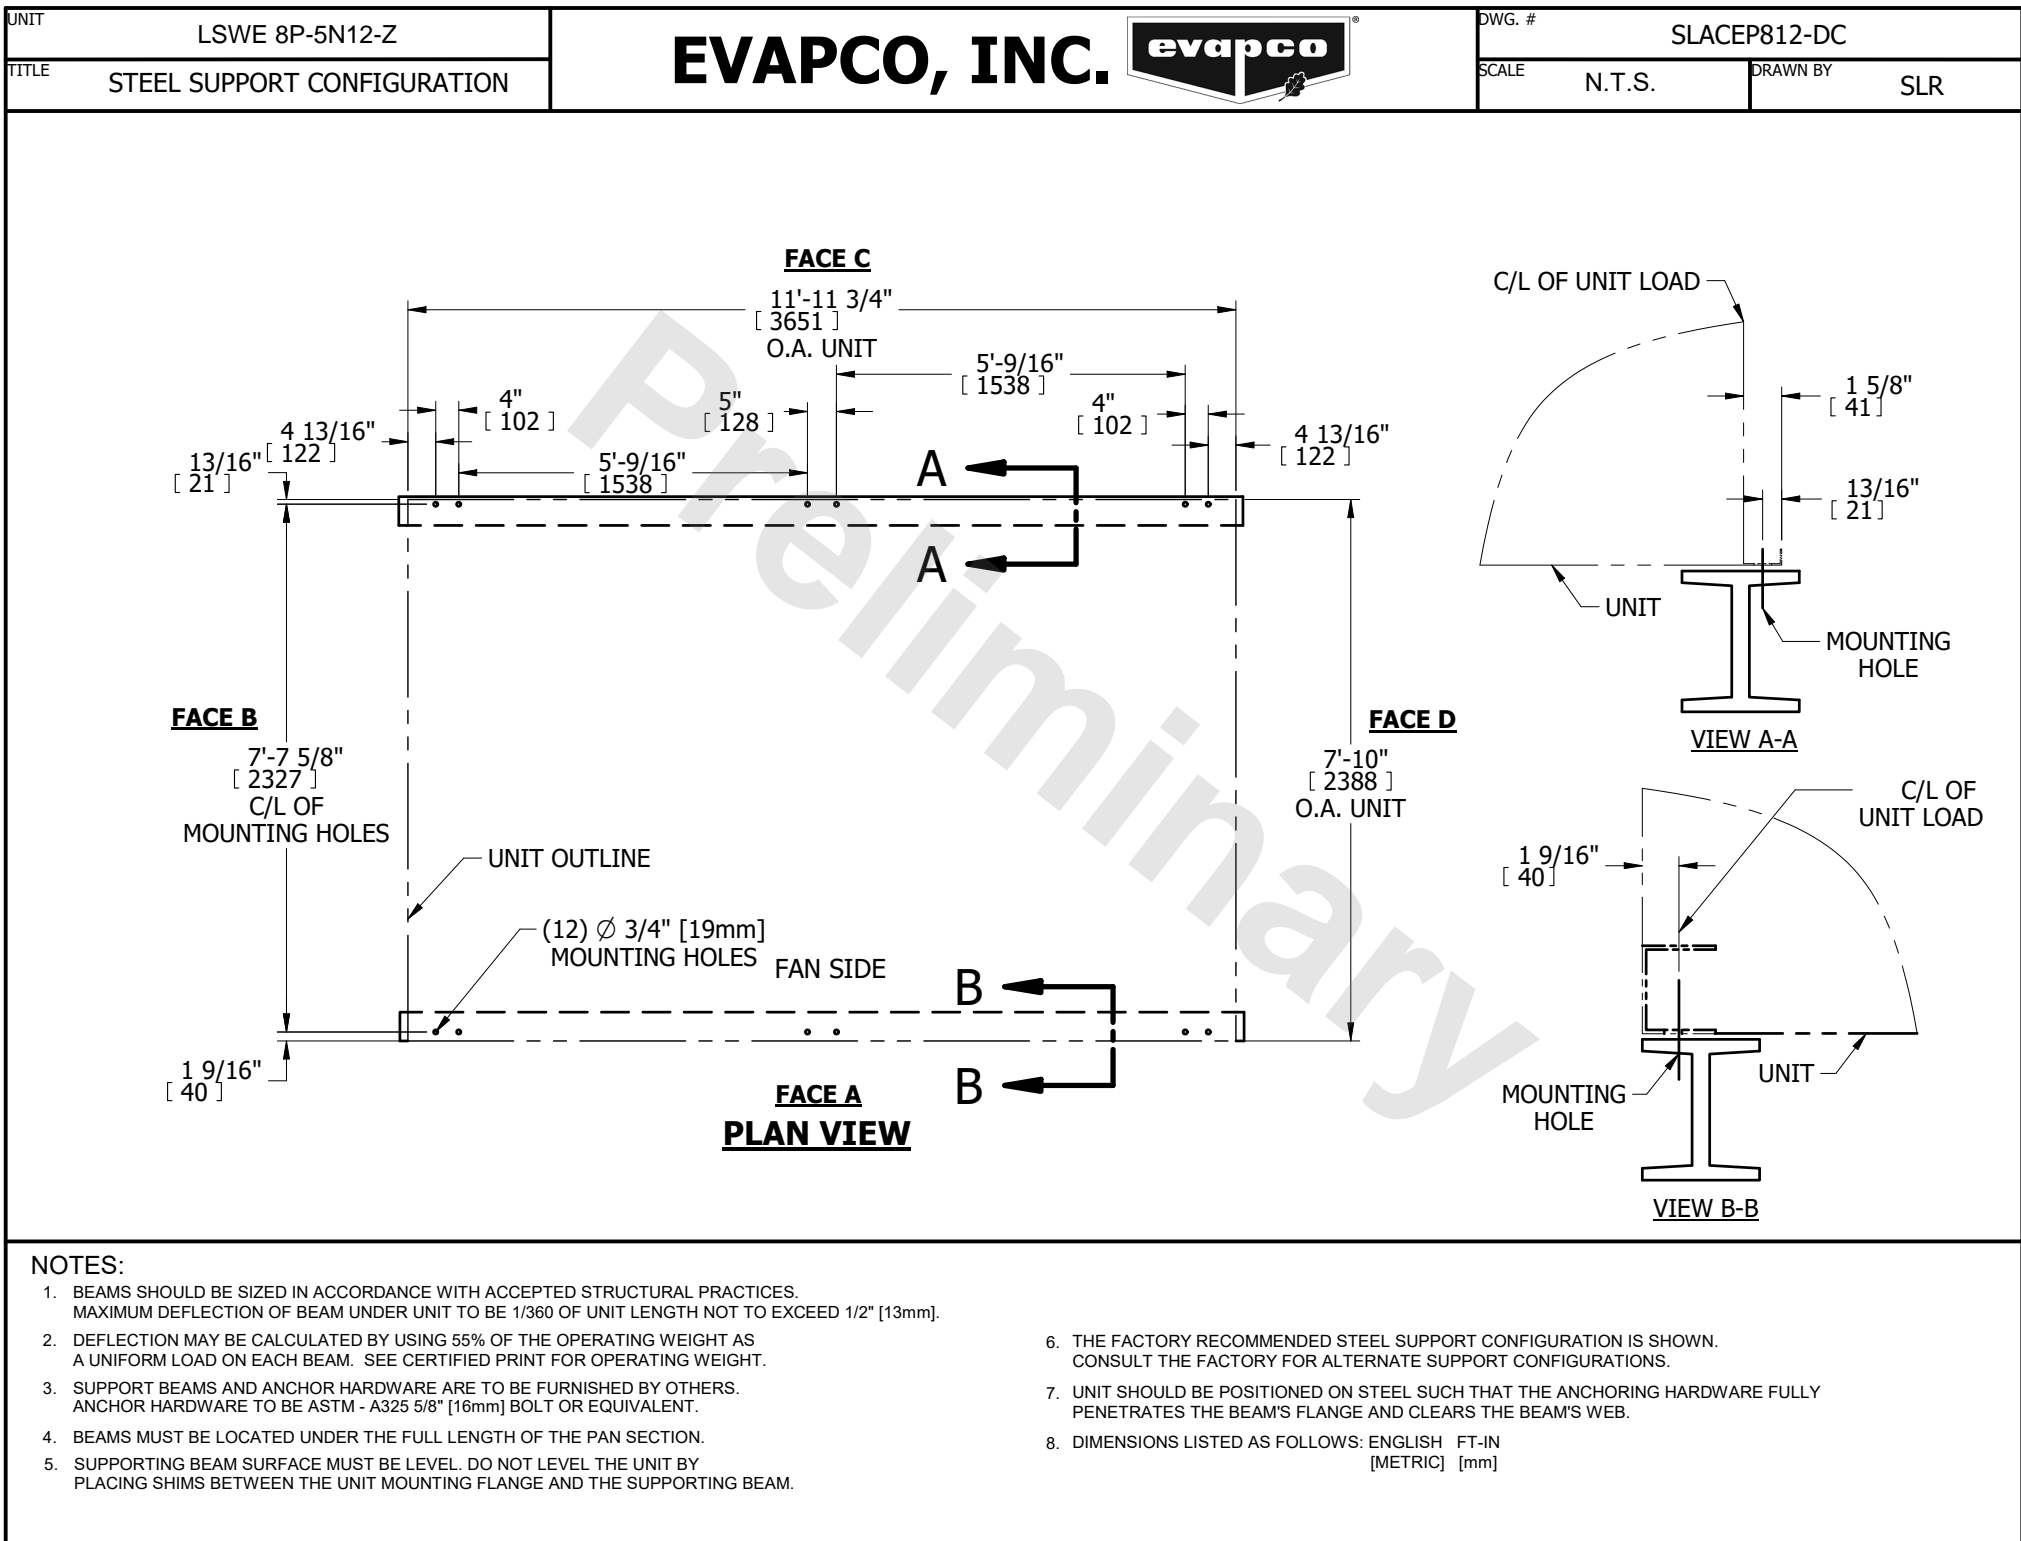 UNIT
LSWE 8P-5N12-Z
TITLE
STEEL SUPPORT CONFIGURATION
EVAPCO, INC.
evapco
®
DWG. #
SLACEP812-DC
SCALE
N.T.S.
DRAWN BY
SLR
FACE C
11'-11 3/4"
[ 3651 ]
O.A. UNIT
5'-9/16"
[ 1538 ]
4"
[ 102 ]
5"
[ 128 ]
4"
[ 102 ]
4 13/16"
[ 122 ]
4 13/16"
[ 122 ]
13/16"
[ 21 ]
5'-9/16"
[ 1538 ]
A
A
FACE B
7'-7 5/8"
[ 2327 ]
C/L OF
MOUNTING HOLES
FACE D
7'-10"
[ 2388 ]
O.A. UNIT
UNIT OUTLINE
(12) Ø 3/4" [19mm]
MOUNTING HOLES
FAN SIDE
B
B
1 9/16"
[ 40 ]
FACE A
PLAN VIEW
Preliminary
C/L OF UNIT LOAD
1 5/8"
[ 41 ]
13/16"
[ 21 ]
UNIT
MOUNTING
HOLE
VIEW A-A
C/L OF
UNIT LOAD
1 9/16"
[ 40 ]
UNIT
MOUNTING
HOLE
VIEW B-B
NOTES:
1. BEAMS SHOULD BE SIZED IN ACCORDANCE WITH ACCEPTED STRUCTURAL PRACTICES.
MAXIMUM DEFLECTION OF BEAM UNDER UNIT TO BE 1/360 OF UNIT LENGTH NOT TO EXCEED 1/2" [13mm].
2. DEFLECTION MAY BE CALCULATED BY USING 55% OF THE OPERATING WEIGHT AS
A UNIFORM LOAD ON EACH BEAM. SEE CERTIFIED PRINT FOR OPERATING WEIGHT.
3. SUPPORT BEAMS AND ANCHOR HARDWARE ARE TO BE FURNISHED BY OTHERS.
ANCHOR HARDWARE TO BE ASTM - A325 5/8" [16mm] BOLT OR EQUIVALENT.
4. BEAMS MUST BE LOCATED UNDER THE FULL LENGTH OF THE PAN SECTION.
5. SUPPORTING BEAM SURFACE MUST BE LEVEL. DO NOT LEVEL THE UNIT BY
PLACING SHIMS BETWEEN THE UNIT MOUNTING FLANGE AND THE SUPPORTING BEAM.
6. THE FACTORY RECOMMENDED STEEL SUPPORT CONFIGURATION IS SHOWN.
CONSULT THE FACTORY FOR ALTERNATE SUPPORT CONFIGURATIONS.
7. UNIT SHOULD BE POSITIONED ON STEEL SUCH THAT THE ANCHORING HARDWARE FULLY
PENETRATES THE BEAM'S FLANGE AND CLEARS THE BEAM'S WEB.
8. DIMENSIONS LISTED AS FOLLOWS: ENGLISH FT-IN
[METRIC] [mm]